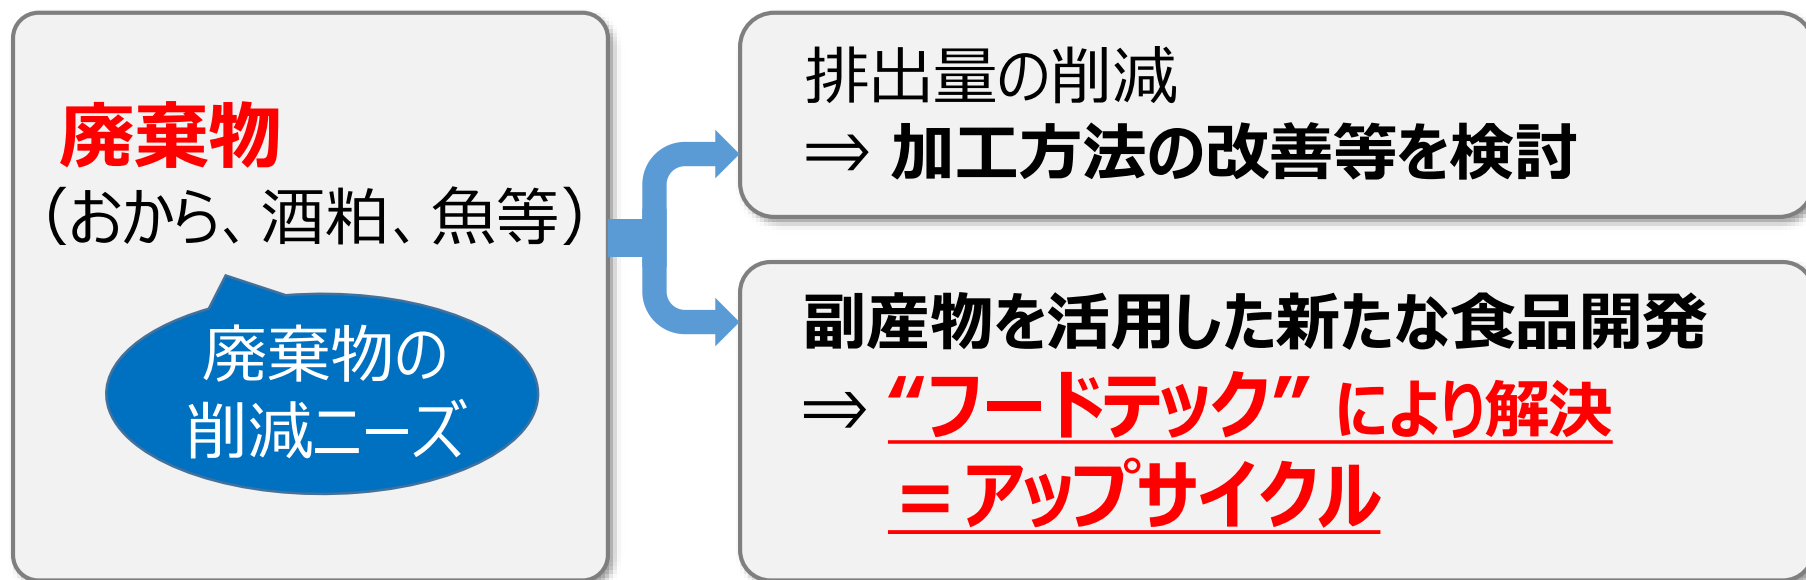 廃棄物
（おから、酒粕、魚等）
廃棄物の
削減ニーズ
排出量の削減
⇒ 加工方法の改善等を検討
副産物を活用した新たな食品開発
⇒ “フードテック” により解決
＝アップサイクル